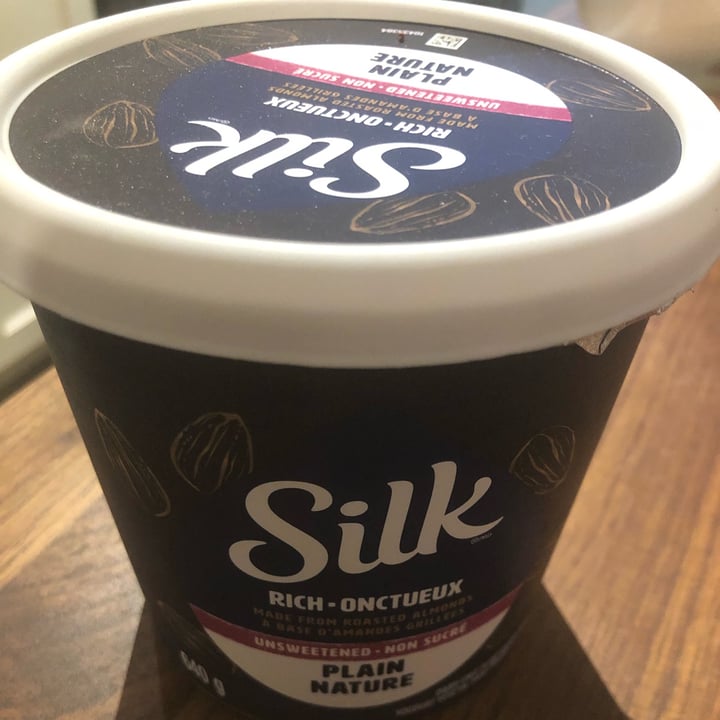 Silk
RICH • ONCTUEUX
MADE FROM ROASTED ALMONDS
À BASE D'AMANDES GRILLÉES
UNSWEETENED • NON SUCRÉ
PLAIN
NATURE
Silk
RICH • ONCTUEUX
MADE FROM ROASTED ALMONDS
À BASE D'AMANDES GRILLÉES
UNSWEETENED • NON SUCRÉ
PLAIN
NATURE
640 g